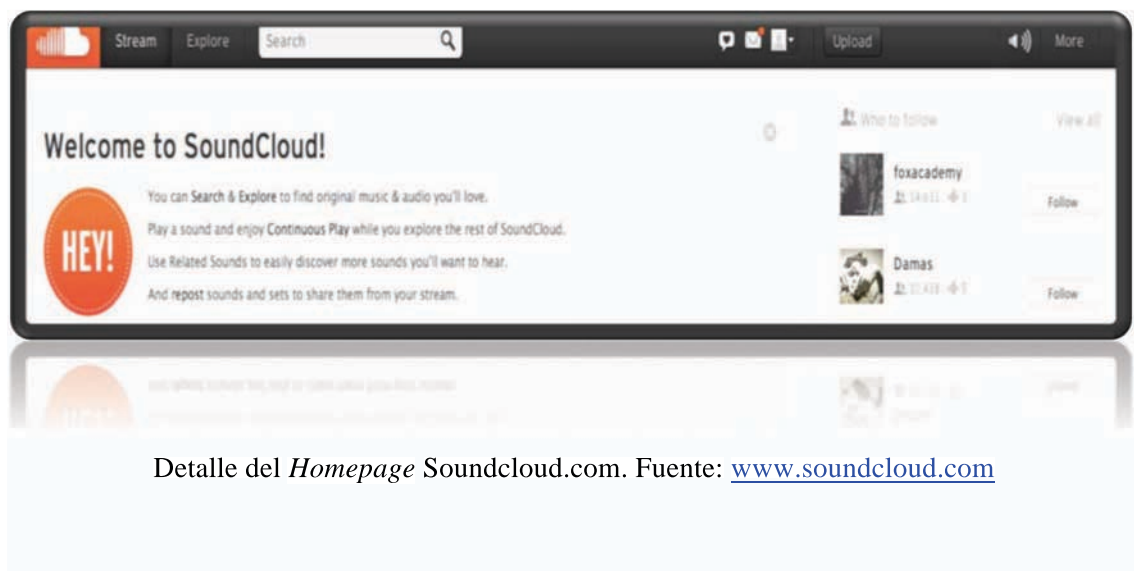 Stream Explore Search Upload More
Welcome to SoundCloud!
Who to follow View all
HEY!
You can Search & Explore to find original music & audio you'll love.
Play a sound and enjoy Continuous Play while you explore the rest of SoundCloud.
Use Related Sounds to easily discover more sounds you'll want to hear.
And repost sounds and sets to share them from your stream.
foxacademy
Follow
Damas
Follow
Detalle del Homepage Soundcloud.com. Fuente: www.soundcloud.com